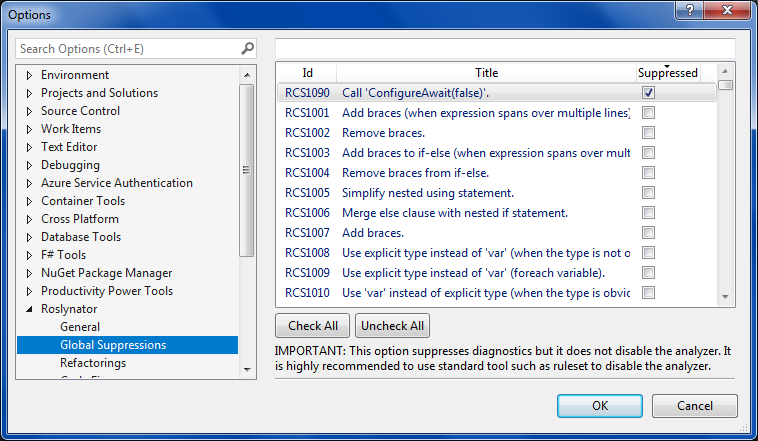 Options
Search Options (Ctrl+E)
Environment
Projects and Solutions
Source Control
Work Items
Text Editor
Debugging
Azure Service Authentication
Container Tools
Cross Platform
Database Tools
F# Tools
NuGet Package Manager
Productivity Power Tools
Roslynator
General
Global Suppressions
Refactorings
Id Title Suppressed
RCS1090 Call 'ConfigureAwait(false)'.
RCS1001 Add braces (when expression spans over multiple lines)
RCS1002 Remove braces.
RCS1003 Add braces to if-else (when expression spans over mult
RCS1004 Remove braces from if-else.
RCS1005 Simplify nested using statement.
RCS1006 Merge else clause with nested if statement.
RCS1007 Add braces.
RCS1008 Use explicit type instead of 'var' (when the type is not o
RCS1009 Use explicit type instead of 'var' (foreach variable).
RCS1010 Use 'var' instead of explicit type (when the type is obvic
Check All Uncheck All
IMPORTANT: This option suppresses diagnostics but it does not disable the analyzer. It
is highly recommended to use standard tool such as ruleset to disable the analyzer.
OK Cancel